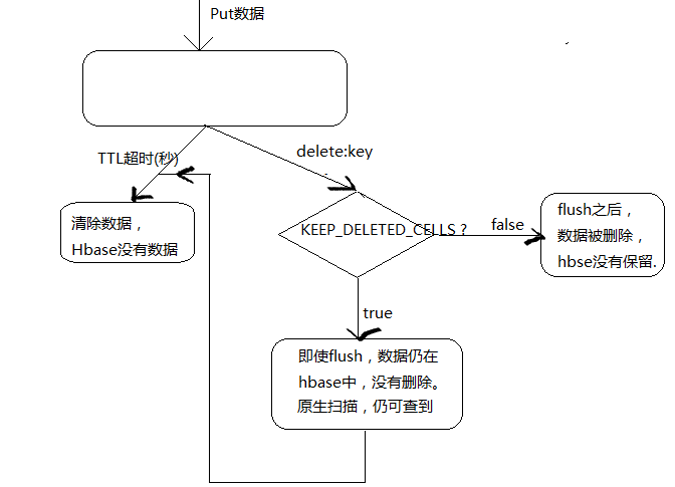 Put数据
TTL超时(秒)
delete:key
清除数据，
Hbase没有数据
KEEP_DELETED_CELLS？
false
flush之后，
数据被删除，
hbse没有保留.
true
即使flush，数据仍在
hbase中，没有删除。
原生扫描，仍可查到